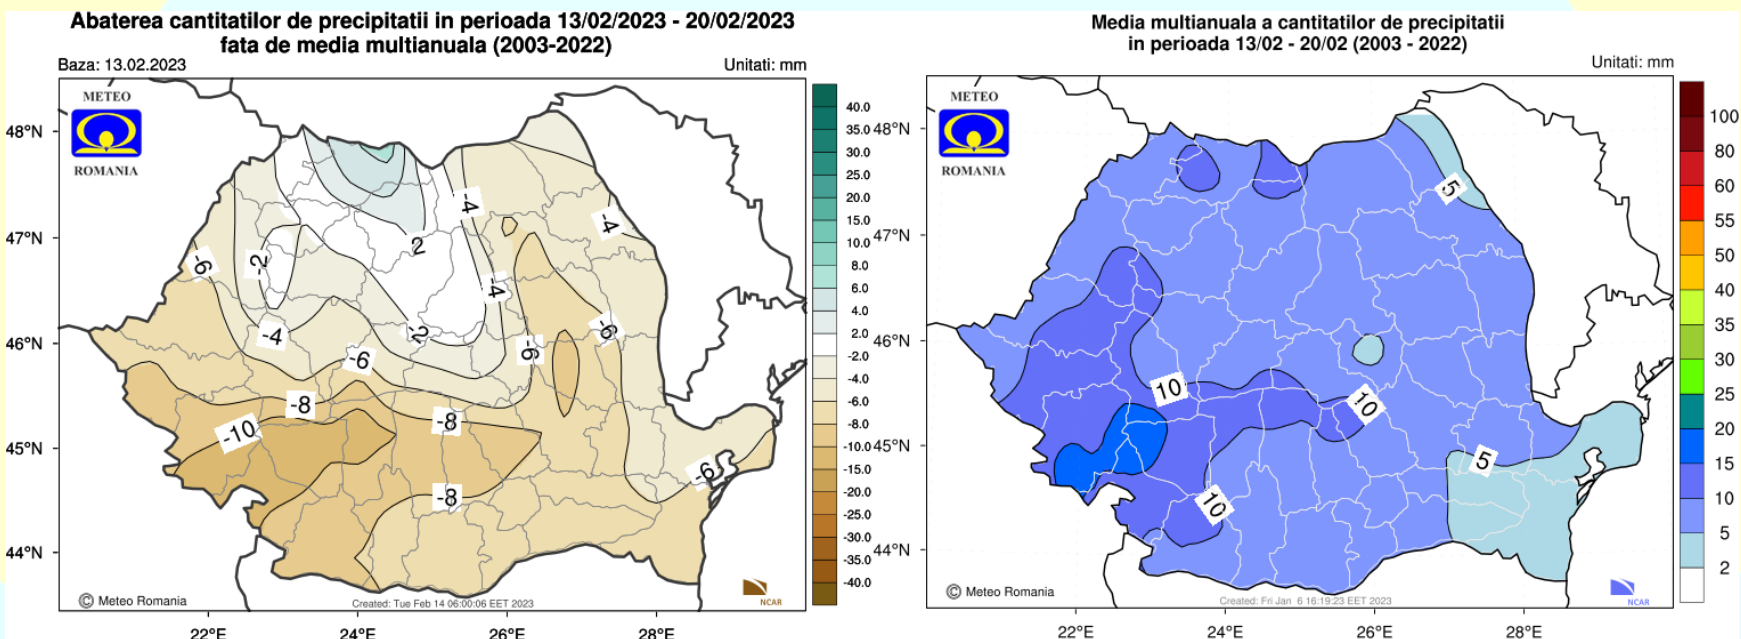 Abaterea cantitatilor de precipitatii in perioada 13/02/2023 - 20/02/2023
fata de media multianuala (2003-2022)
Baza: 13.02.2023
Unitati: mm
METEO
ROMANIA
48°N
47°N
46°N
45°N
44°N
22°E
24°E
26°E
28°E
-6
-2
2
-4
-4
-4
-4
-2
-6
-6
-6
-8
-8
-10
-8
-6
40.0
35.0
30.0
25.0
20.0
15.0
10.0
8.0
6.0
4.0
2.0
-2.0
-4.0
-6.0
-8.0
-10.0
-15.0
-20.0
-25.0
-30.0
-35.0
-40.0
© Meteo Romania
Created: Tue Feb 14 06:00:06 EET 2023
NCAR
Media multianuala a cantitatilor de precipitatii
in perioada 13/02 - 20/02 (2003 - 2022)
Unitati: mm
METEO
ROMANIA
48°N
47°N
46°N
45°N
44°N
22°E
24°E
26°E
28°E
5
10
10
5
10
100
80
60
55
50
40
35
30
25
20
15
10
5
2
© Meteo Romania
Created: Fri Jan 6 16:19:23 EET 2023
NCAR